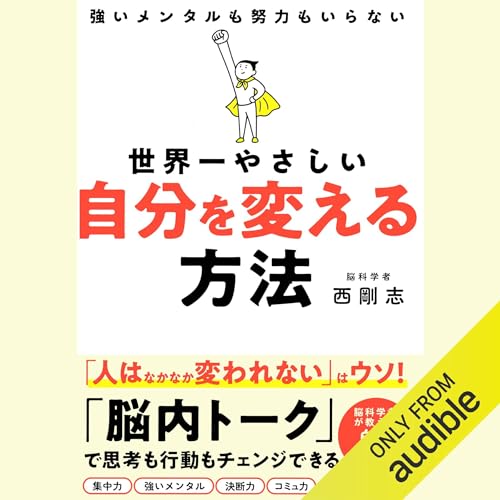 強いメンタルも努力もいらない
世界一やさしい
自分を変える
方法
脳科学者
西剛志
「人はなかなか変われない」はウソ!
「脳内トーク」
脳科学者
が教える
で思考も行動もチェンジできる
集中力 強いメンタル 決断力 コミュ力
ONLY FROM
audible